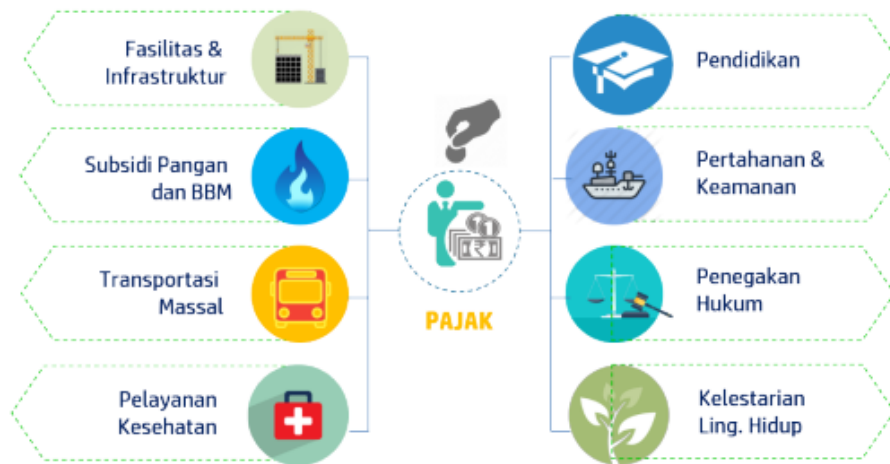 Fasilitas &
Infrastruktur
Subsidi Pangan
dan BBM
Transportasi
Massal
Pelayanan
Kesehatan
PAJAK
Pendidikan
Pertahanan &
Keamanan
Penegakan
Hukum
Kelestarian
Ling. Hidup